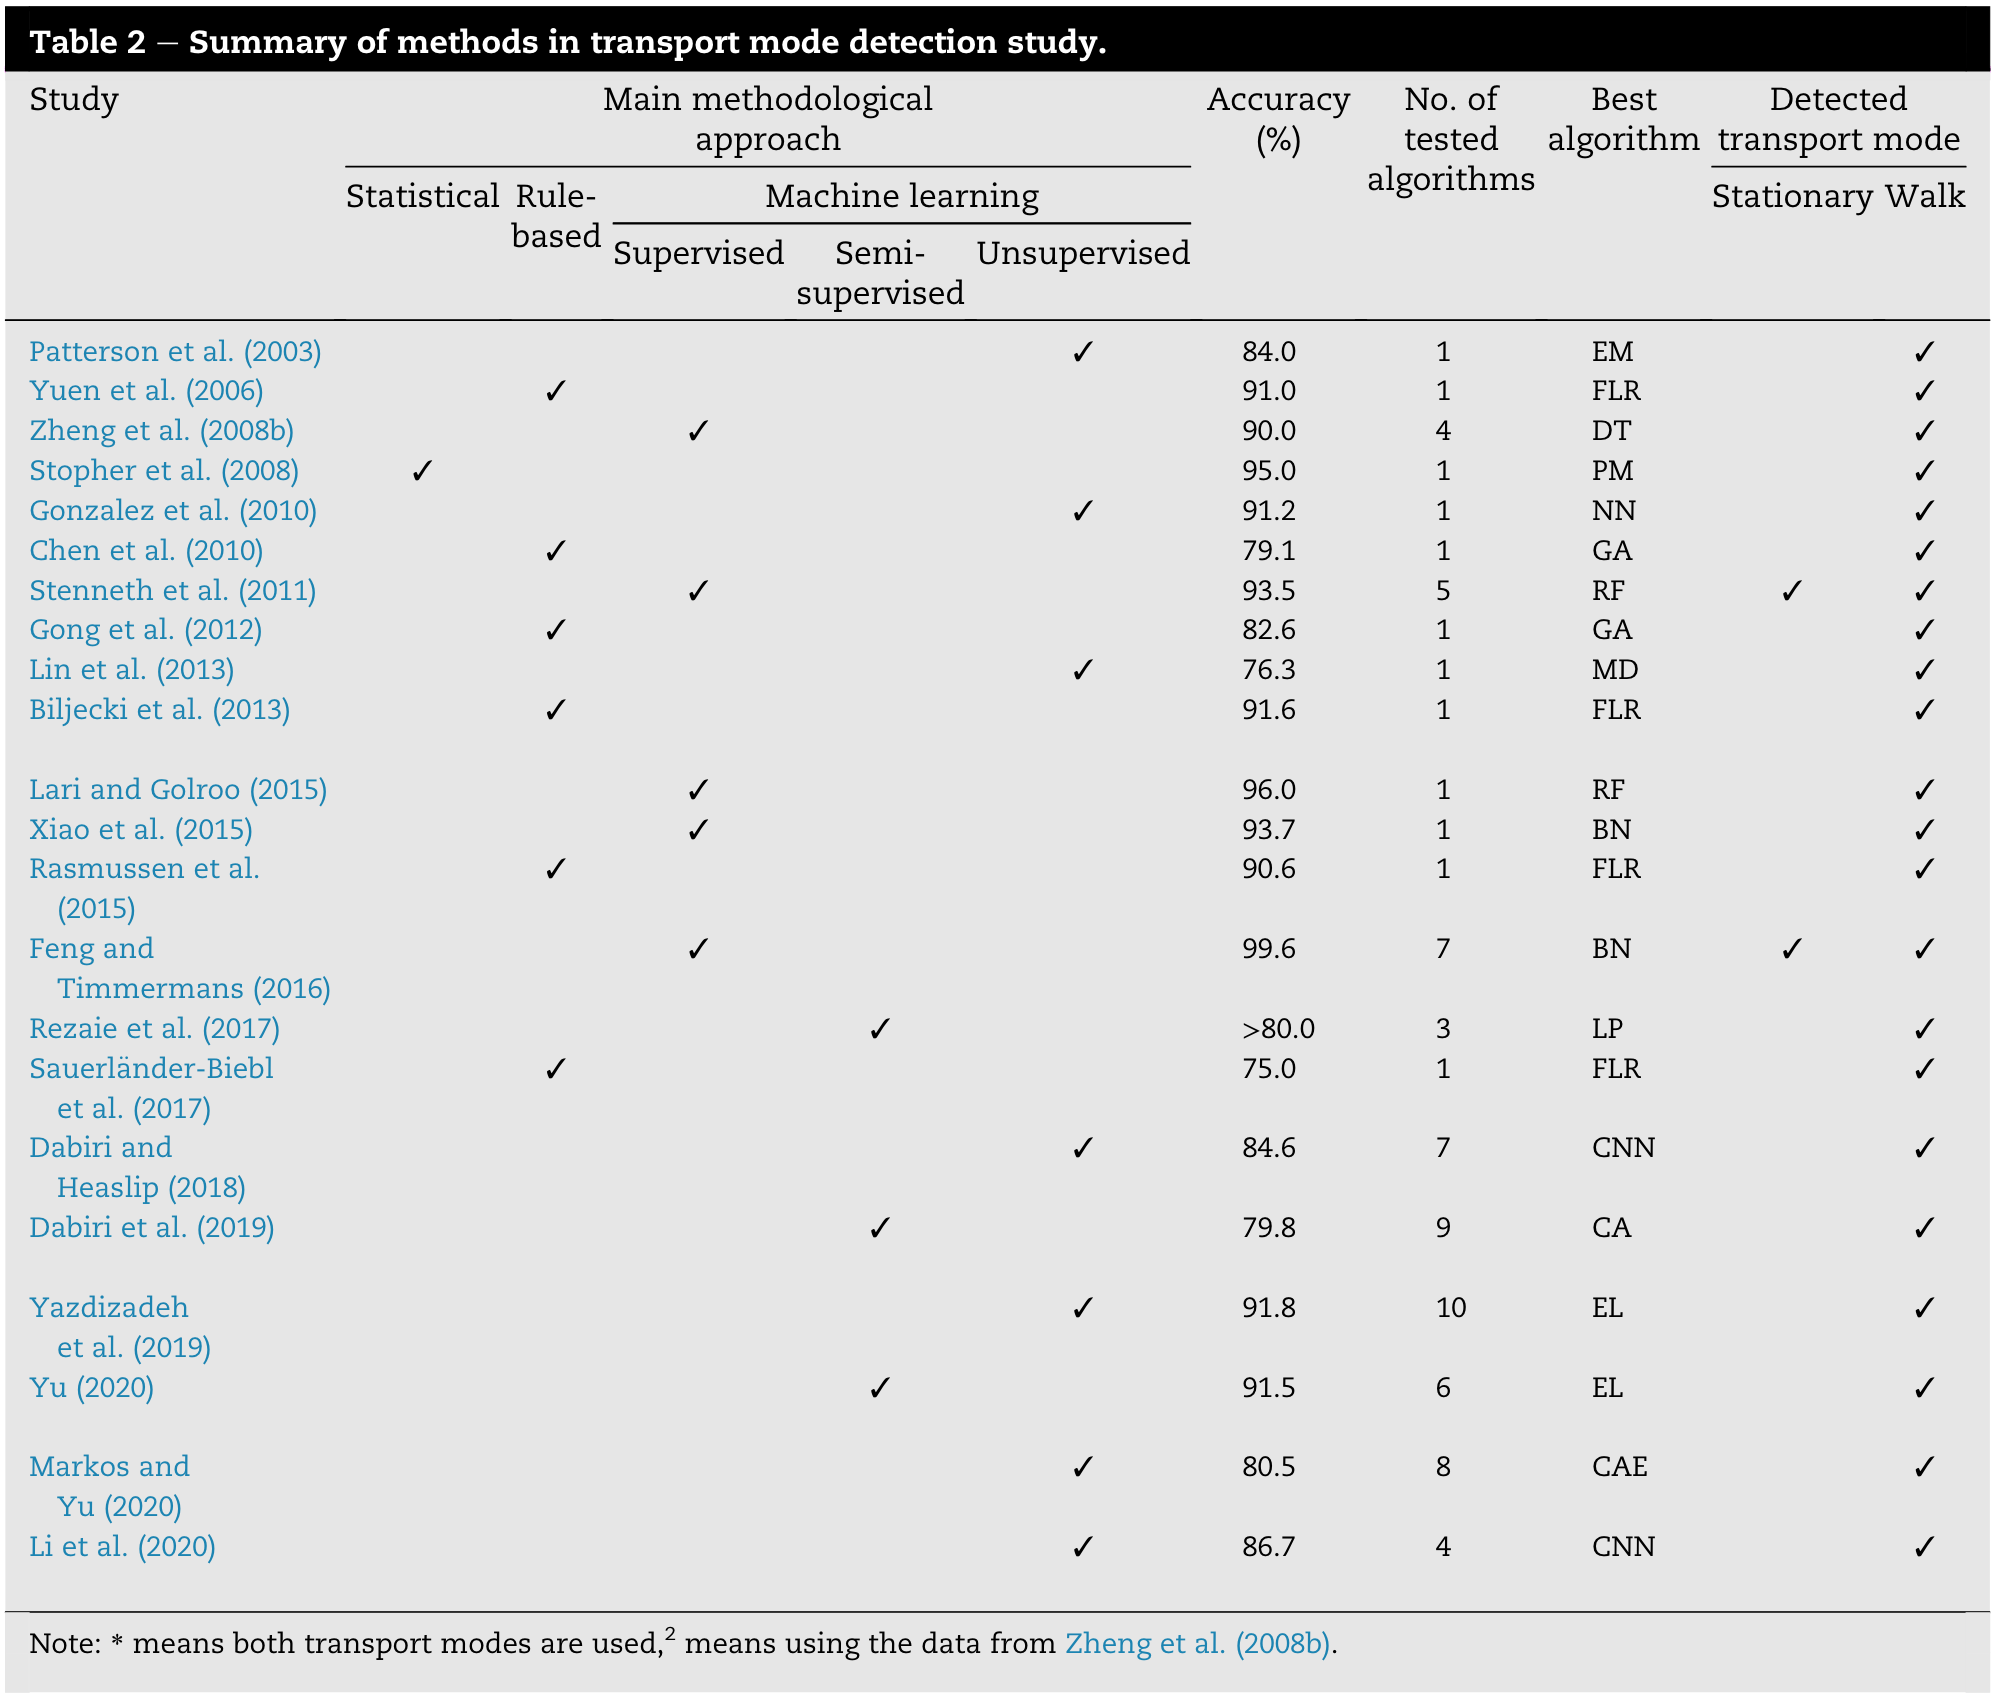 Table 2 – Summary of methods in transport mode detection study.
Study Main methodological approach Accuracy (%) No. of tested algorithms Best algorithm Detected transport mode
Statistical Rule-based Machine learning Stationary Walk
Supervised Semi-supervised Unsupervised
Patterson et al. (2003) ✓ 84.0 1 EM ✓
Yuen et al. (2006) ✓ 91.0 1 FLR ✓
Zheng et al. (2008b) ✓ 90.0 4 DT ✓
Stopher et al. (2008) ✓ 95.0 1 PM ✓
Gonzalez et al. (2010) ✓ 91.2 1 NN ✓
Chen et al. (2010) ✓ 79.1 1 GA ✓
Stenneth et al. (2011) ✓ 93.5 5 RF ✓ ✓
Gong et al. (2012) ✓ 82.6 1 GA ✓
Lin et al. (2013) ✓ 76.3 1 MD ✓
Biljecki et al. (2013) ✓ 91.6 1 FLR ✓
Lari and Golroo (2015) ✓ 96.0 1 RF ✓
Xiao et al. (2015) ✓ 93.7 1 BN ✓
Rasmussen et al. ✓ 90.6 1 FLR ✓
(2015)
Feng and ✓ 99.6 7 BN ✓ ✓
Timmermans (2016)
Rezaie et al. (2017) ✓ >80.0 3 LP ✓
Sauerländer-Biebl ✓ 75.0 1 FLR ✓
et al. (2017)
Dabiri and ✓ 84.6 7 CNN ✓
Heaslip (2018)
Dabiri et al. (2019) ✓ 79.8 9 CA ✓
Yazdizadeh ✓ 91.8 10 EL ✓
et al. (2019)
Yu (2020) ✓ 91.5 6 EL ✓
Markos and ✓ 80.5 8 CAE ✓
Yu (2020)
Li et al. (2020) ✓ 86.7 4 CNN ✓
Note: * means both transport modes are used,² means using the data from Zheng et al. (2008b).